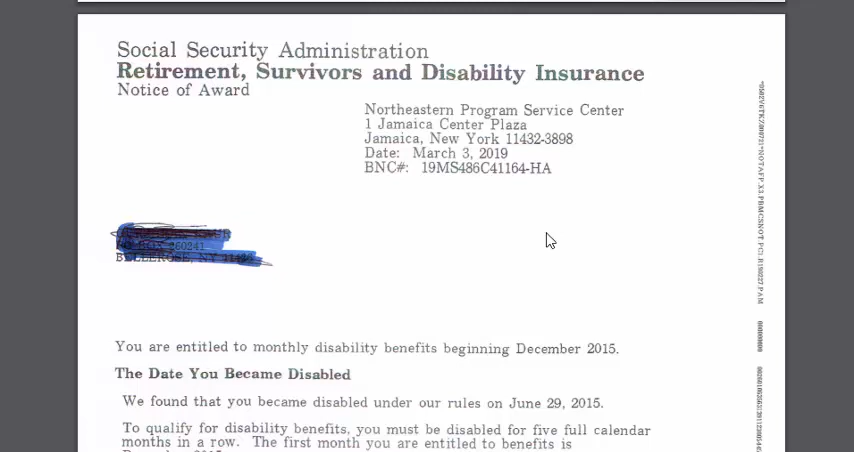 Social Security Administration
Retirement, Survivors and Disability Insurance
Notice of Award
Northeastern Program Service Center
1 Jamaica Center Plaza
Jamaica, New York 11432-3898
Date: March 3, 2019
BNC#: 19MS486C41164-HA
You are entitled to monthly disability benefits beginning December 2015.
The Date You Became Disabled
We found that you became disabled under our rules on June 29, 2015.
To qualify for disability benefits, you must be disabled for five full calendar
months in a row. The first month you are entitled to benefits is